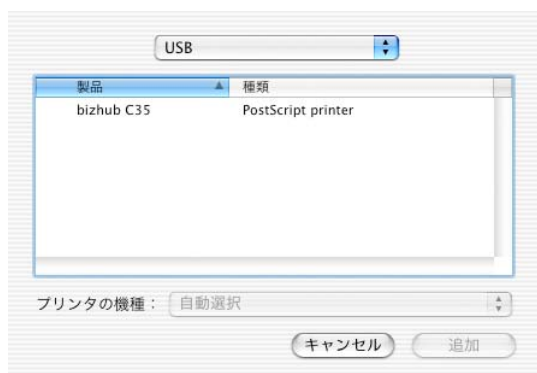 USB
製品 種類
bizhub C35 PostScript printer
プリンタの機種： 自動選択
キャンセル 追加